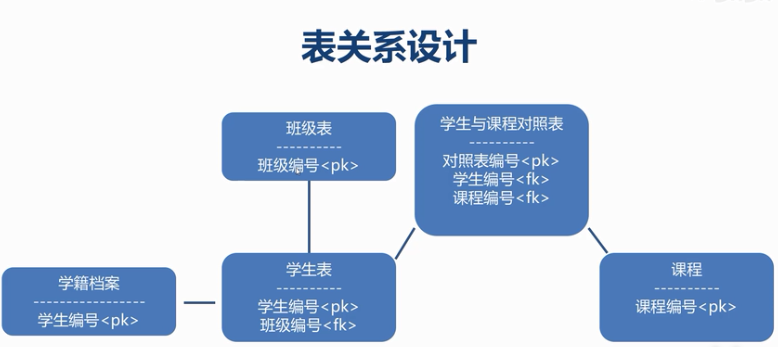 表关系设计
班级表
----------
班级编号<pk>
学生与课程对照表
----------
对照表编号<pk>
学生编号<fk>
课程编号<fk>
学籍档案
-----------------
学生编号<pk>
学生表
----------
学生编号<pk>
班级编号<fk>
课程
----------
课程编号<pk>